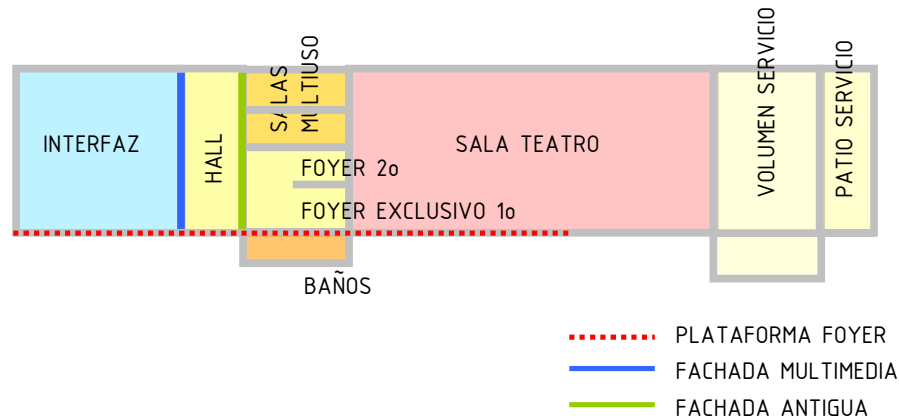 INTERFAZ
HALL
SALAS
MULTIUSO
FOYER 2o
FOYER EXCLUSIVO 1o
BAÑOS
SALA TEATRO
VOLUMEN SERVICIO
PATIO SERVICIO
PLATAFORMA FOYER
FACHADA MULTIMEDIA
FACHADA ANTIGUA